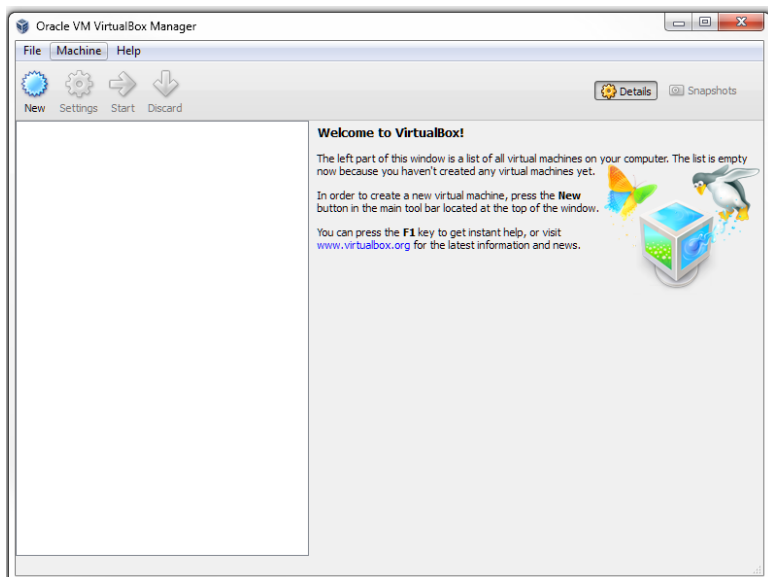 Oracle VM VirtualBox Manager
File Machine Help
New Settings Start Discard
Details Snapshots
Welcome to VirtualBox!
The left part of this window is a list of all virtual machines on your computer. The list is empty
now because you haven't created any virtual machines yet.
In order to create a new virtual machine, press the New
button in the main tool bar located at the top of the window.
You can press the F1 key to get instant help, or visit
www.virtualbox.org for the latest information and news.